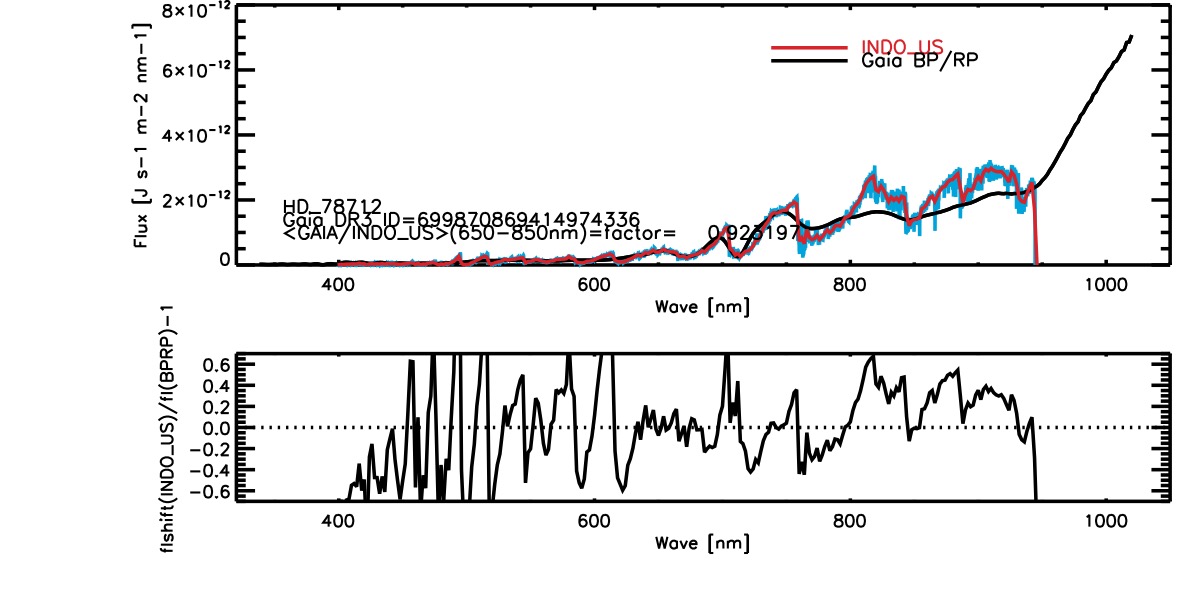 8×10−12
6×10−12
4×10−12
2×10−12
0
Flux [J s−1 m−2 nm−1]
INDO_US
Gaia BP/RP
HD_78712
Gaia DR3_ID=699870869414974336
<GAIA/INDO_US>(650−850nm)=factor=
400 600 800 1000
Wave [nm]
flshift(INDO_US)/fl(BPRP)−1
0.6
0.4
0.2
0.0
−0.2
−0.4
−0.6
400 600 800 1000
Wave [nm]